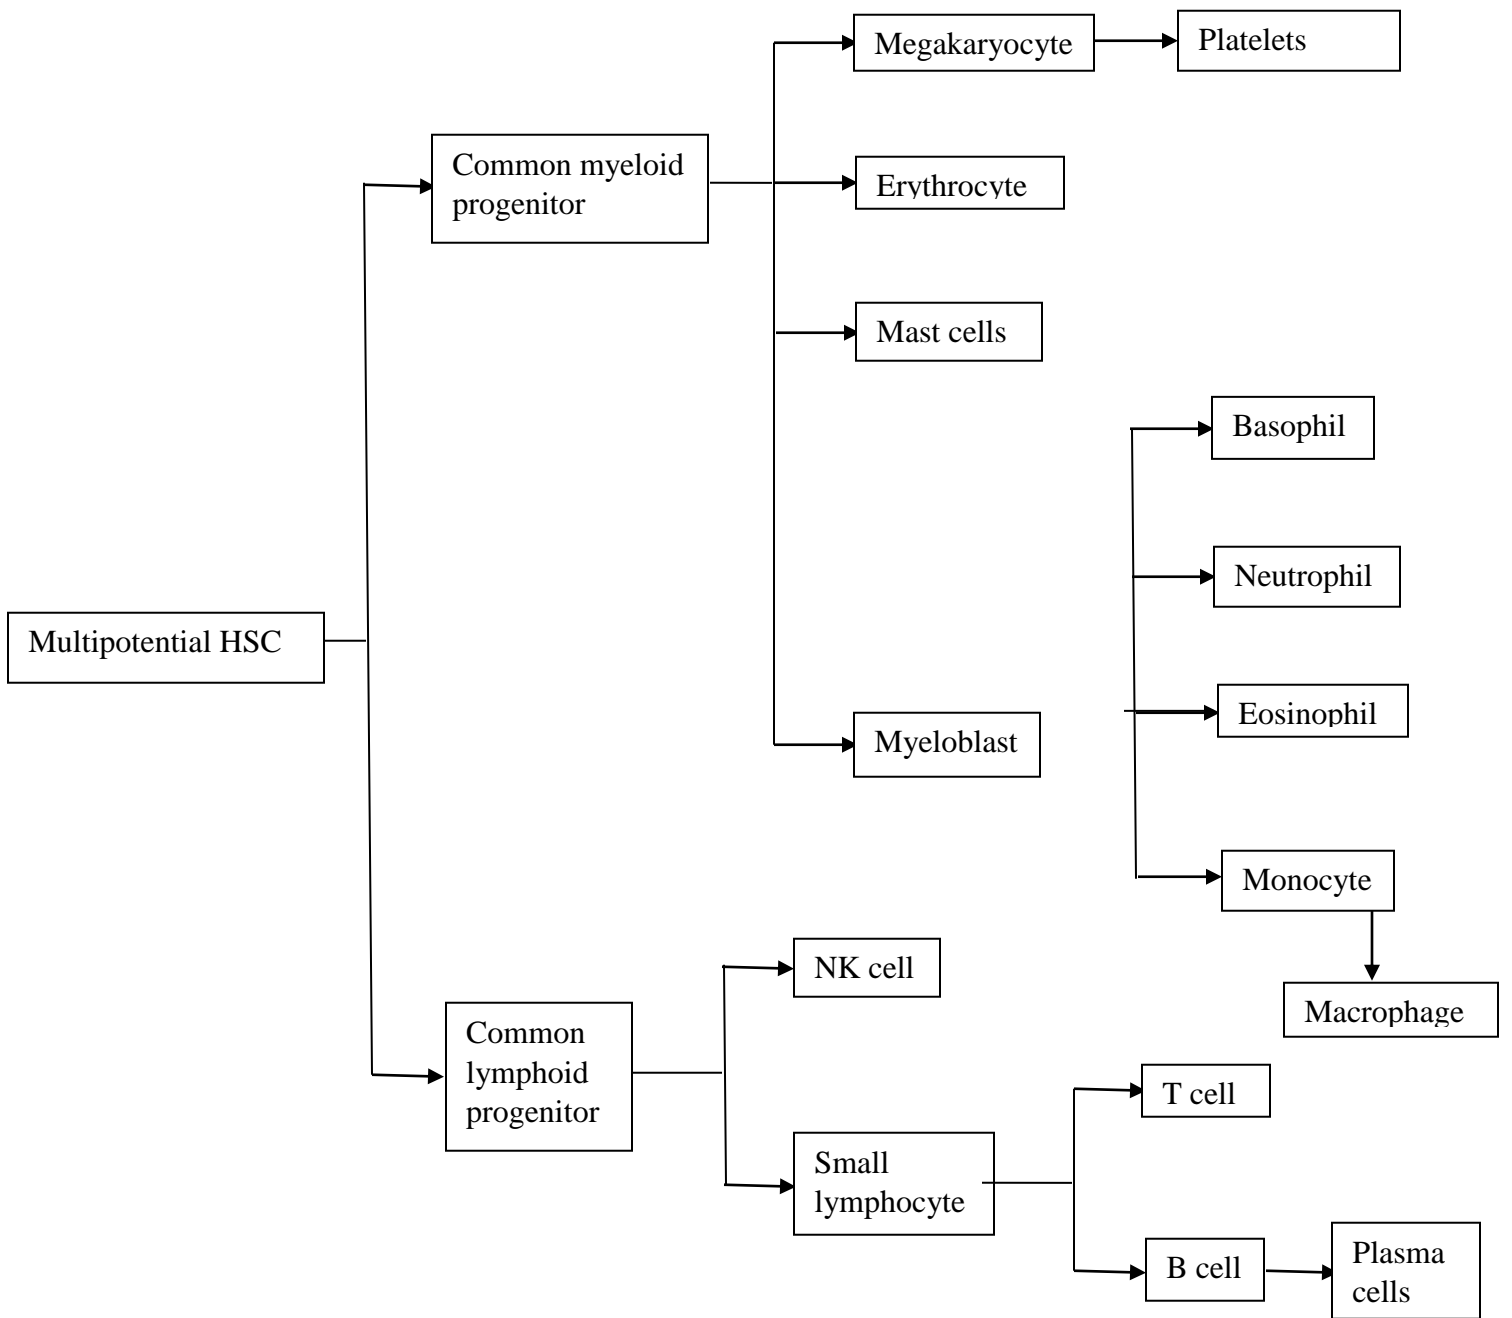 Megakaryocyte
Platelets
Common myeloid
progenitor
Erythrocyte
Mast cells
Basophil
Neutrophil
Multipotential HSC
Eosinophil
Myeloblast
Monocyte
NK cell
Macrophage
Common
lymphoid
progenitor
T cell
Small
lymphocyte
B cell
Plasma
cells